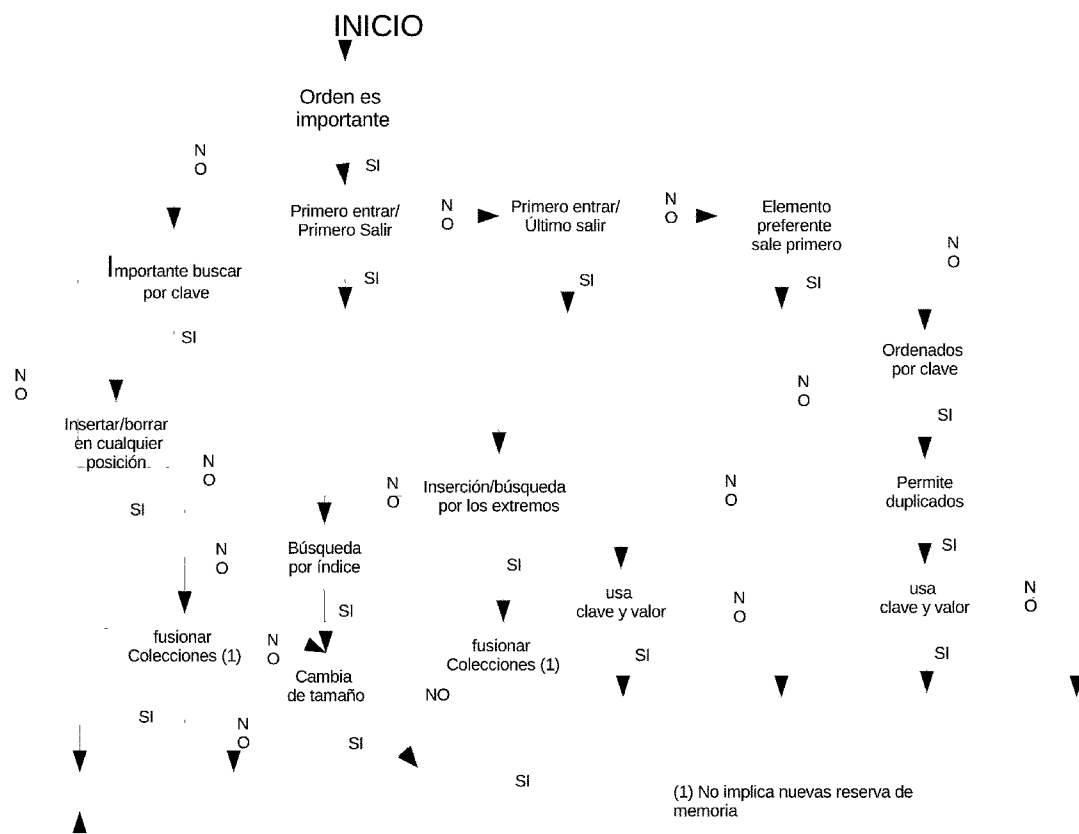 INICIO
Orden es
importante
N
O
SI
Primero entrar/
Primero Salir
N
O
Primero entrar/
Último salir
N
O
Elemento
preferente
sale primero
N
O
Importante buscar
por clave
SI
SI
SI
SI
Ordenados
por clave
N
O
N
O
SI
Insertar/borrar
en cualquier
posición
N
O
N
O
Inserción/búsqueda
por los extremos
N
O
Permite
duplicados
SI
N
O
Búsqueda
por índice
SI
SI
usa
clave y valor
N
O
usa
clave y valor
N
O
SI
fusionar
Colecciones (1)
N
O
Cambia
de tamaño
fusionar
Colecciones (1)
SI
SI
NO
SI
N
O
SI
SI
(1) No implica nuevas reserva de
memoria